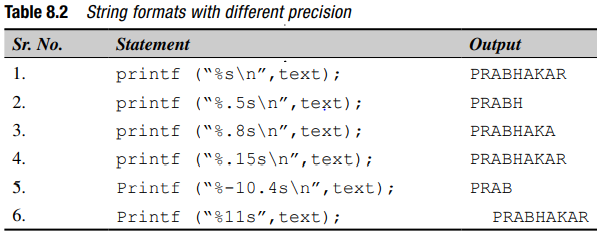 Table 8.2 String formats with different precision
Sr. No. Statement Output
1. printf (“%s\n”,text); PRABHAKAR
2. printf (“%.5s\n”,text); PRABH
3. printf (“%.8s\n”,text); PRABHAKA
4. printf (“%.15s\n”,text); PRABHAKAR
5. Printf (“%-10.4s\n”,text); PRAB
6. Printf (“%11s”,text); PRABHAKAR